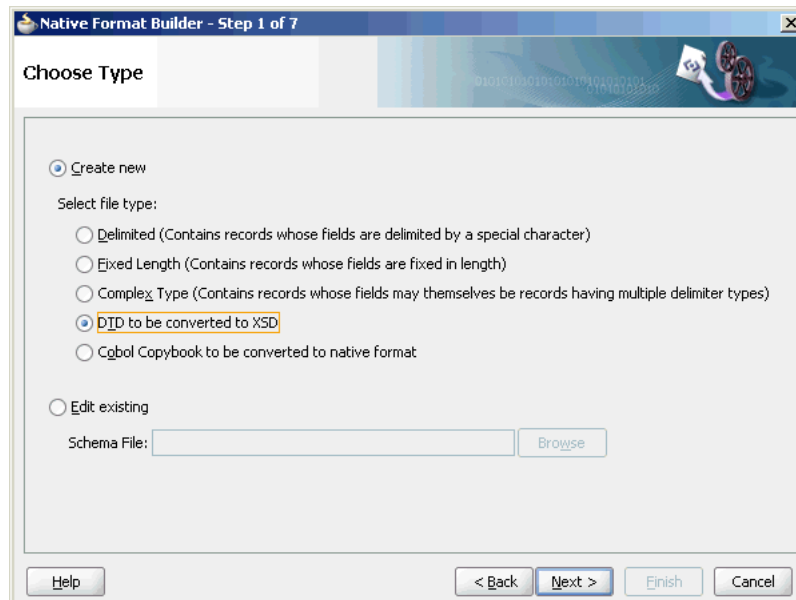 Native Format Builder - Step 1 of 7
Choose Type
0101010101010101010101010101
01010101010
Create new
Select file type:
Delimited (Contains records whose fields are delimited by a special character)
Fixed Length (Contains records whose fields are fixed in length)
Complex Type (Contains records whose fields may themselves be records having multiple delimiter types)
DTD to be converted to XSD
Cobol Copybook to be converted to native format
Edit existing
Schema File:
Browse
Help
< Back
Next >
Finish
Cancel